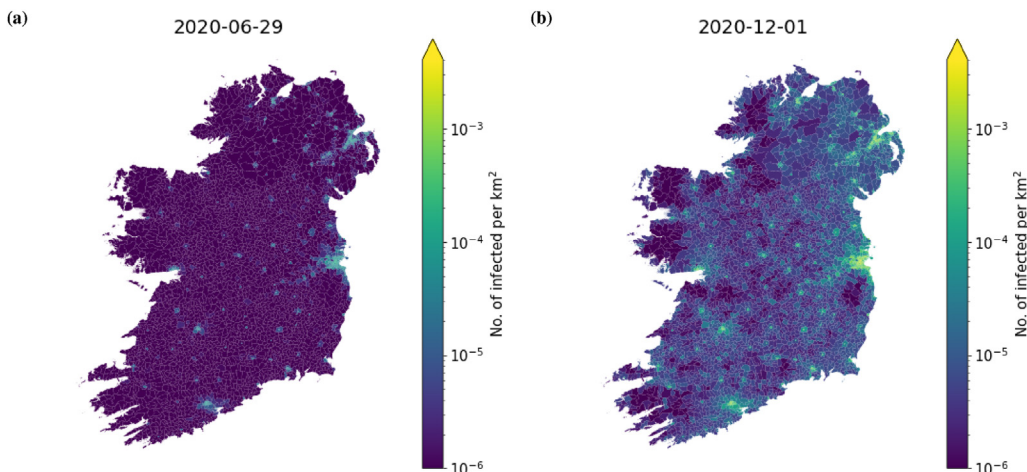 (a)
2020-06-29
10⁻³
10⁻⁴
10⁻⁵
10⁻⁶
No. of infected per km²
(b)
2020-12-01
10⁻³
10⁻⁴
10⁻⁵
10⁻⁶
No. of infected per km²